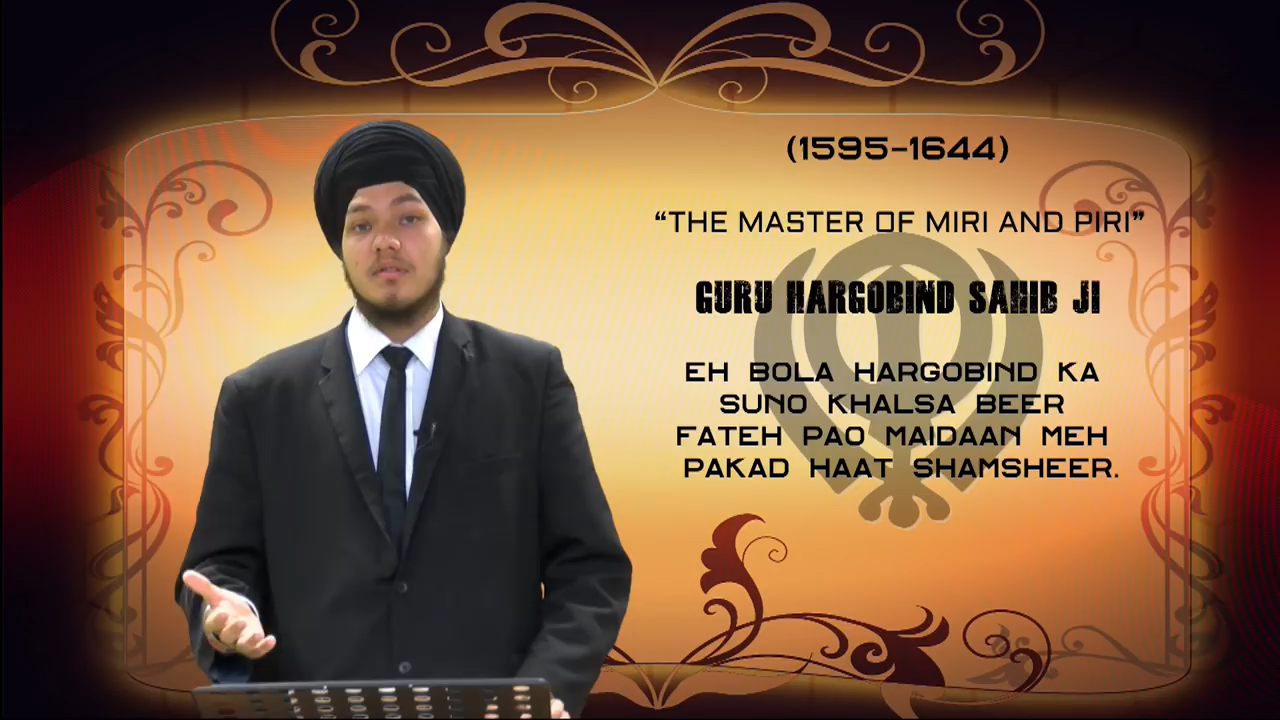 (1595-1644)
“THE MASTER OF MIRI AND PIRI”
GURU HARGOBIND SAHIB JI
EH BOLA HARGOBIND KA
SUNO KHALSA BEER
FATEH PAO MAIDAAN MEH
PAKAD HAAT SHAMSHEER.